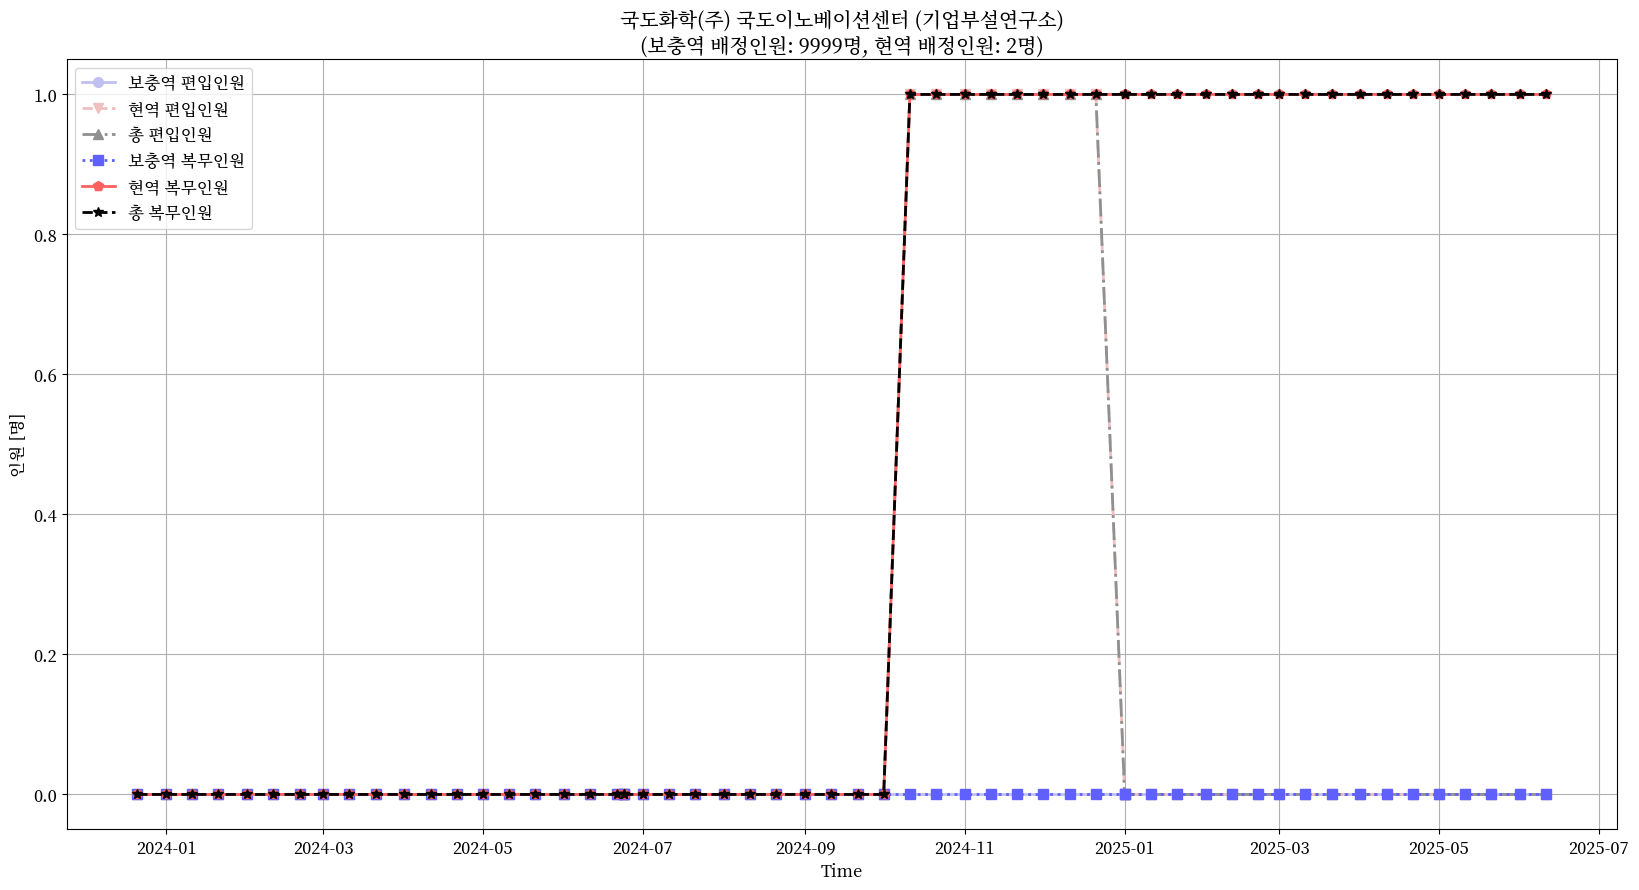 국도화학(주) 국도이노베이션센터 (기업부설연구소)
(보충역 배정인원: 9999명, 현역 배정인원: 2명)
보충역 편입인원
현역 편입인원
총 편입인원
보충역 복무인원
현역 복무인원
총 복무인원
1.0
0.8
0.6
0.4
0.2
0.0
인원 [명]
2024-01
2024-03
2024-05
2024-07
2024-09
2024-11
2025-01
2025-03
2025-05
2025-07
Time